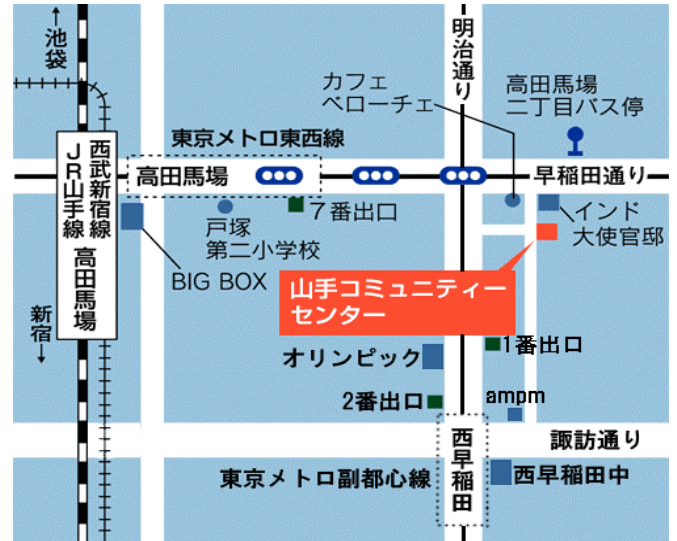 ↑池袋
明治通り
カフェ
ベローチェ
高田馬場
二丁目バス停
東京メトロ東西線
西武新宿線
JR山手線
高田馬場
高田馬場
早稲田通り
7番出口
戸塚
第二小学校
インド
大使官邸
BIG BOX
山手コミュニティー
センター
新宿↓
オリンピック
1番出口
2番出口
ampm
西早稲田
諏訪通り
東京メトロ副都心線
西早稲田中